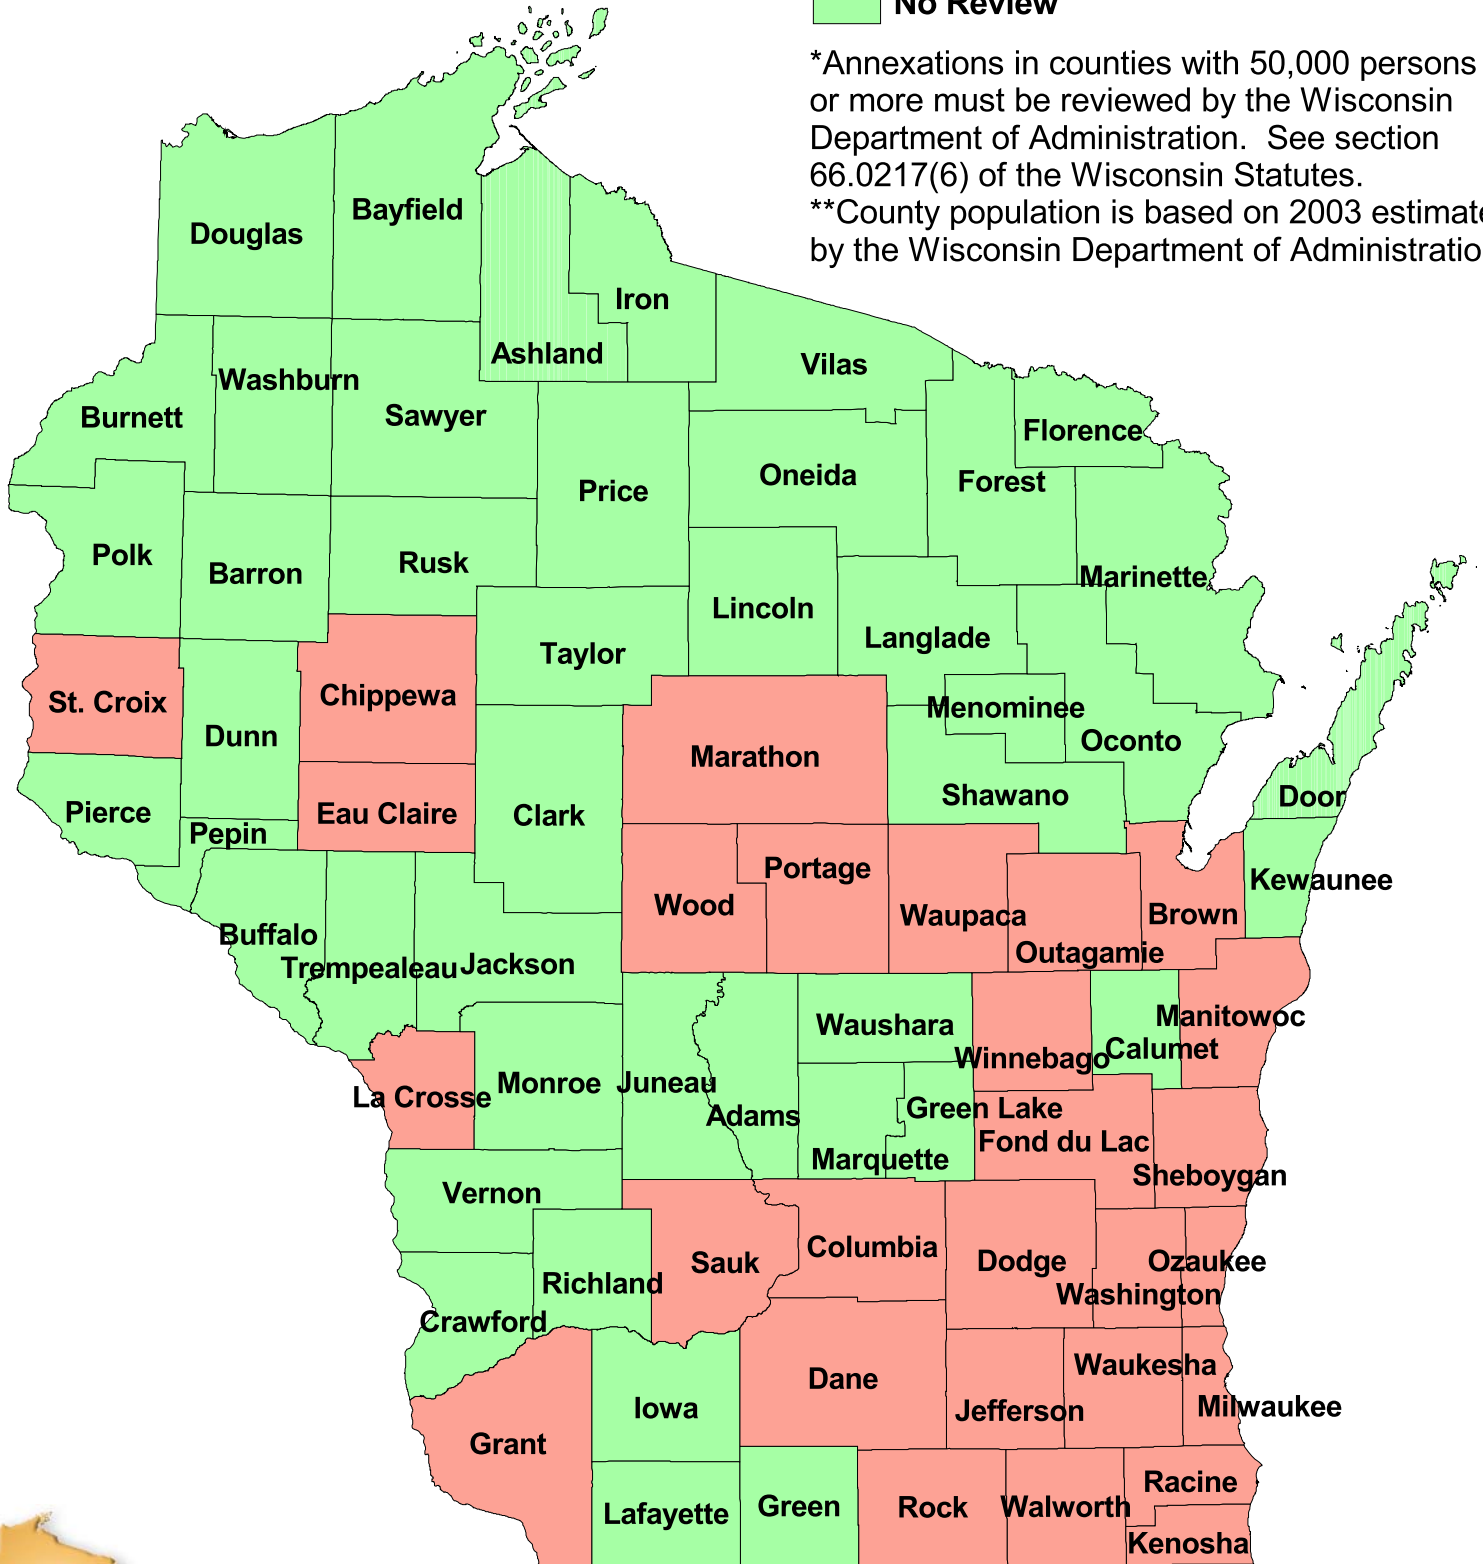 No Review
*Annexations in counties with 50,000 persons
or more must be reviewed by the Wisconsin
Department of Administration. See section
66.0217(6) of the Wisconsin Statutes.
**County population is based on 2003
by the Wisconsin Department of
Bayfield
Douglas
Iron
Ashland
Vilas
Washburn
Burnett
Sawyer
Florence
Oneida
Forest
Price
Polk
Rusk
Barron
Marinette
Lincoln
Langlade
Taylor
Chippewa
St. Croix
Menominee
Dunn
Oconto
Marathon
Shawano
Door
Pierce
Eau Claire
Clark
Pepin
Portage
Kewaunee
Wood
Waupaca
Brown
Buffalo
Outagamie
Trempealeau
Jackson
Manitowoc
Waushara
Calumet
Winnebago
Monroe
Juneau
La Crosse
Green Lake
Adams
Fond du Lac
Marquette
Sheboygan
Vernon
Columbia
Sauk
Dodge
Ozaukee
Richland
Washington
Crawford
Waukesha
Dane
Milwaukee
Iowa
Jefferson
Grant
Racine
Green
Rock
Walworth
Lafayette
Kenosha